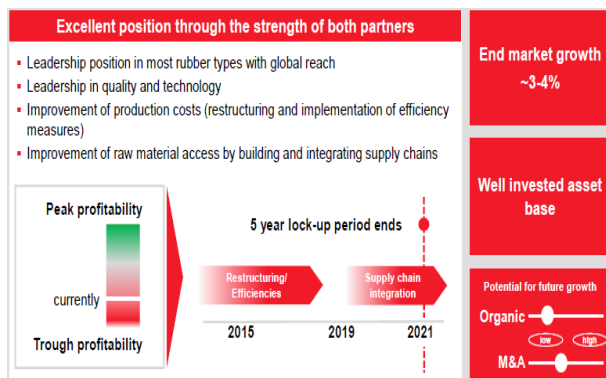 Excellent position through the strength of both partners
▪ Leadership position in most rubber types with global reach
▪ Leadership in quality and technology
▪ Improvement of production costs (restructuring and implementation of efficiency
measures)
▪ Improvement of raw material access by building and integrating supply chains
Peak profitability
currently
Trough profitability
5 year lock-up period ends
Restructuring/
Efficiencies
Supply chain
integration
2015
2019
2021
End market growth
~3-4%
Well invested asset
base
Potential for future growth
Organic
low
high
M&A